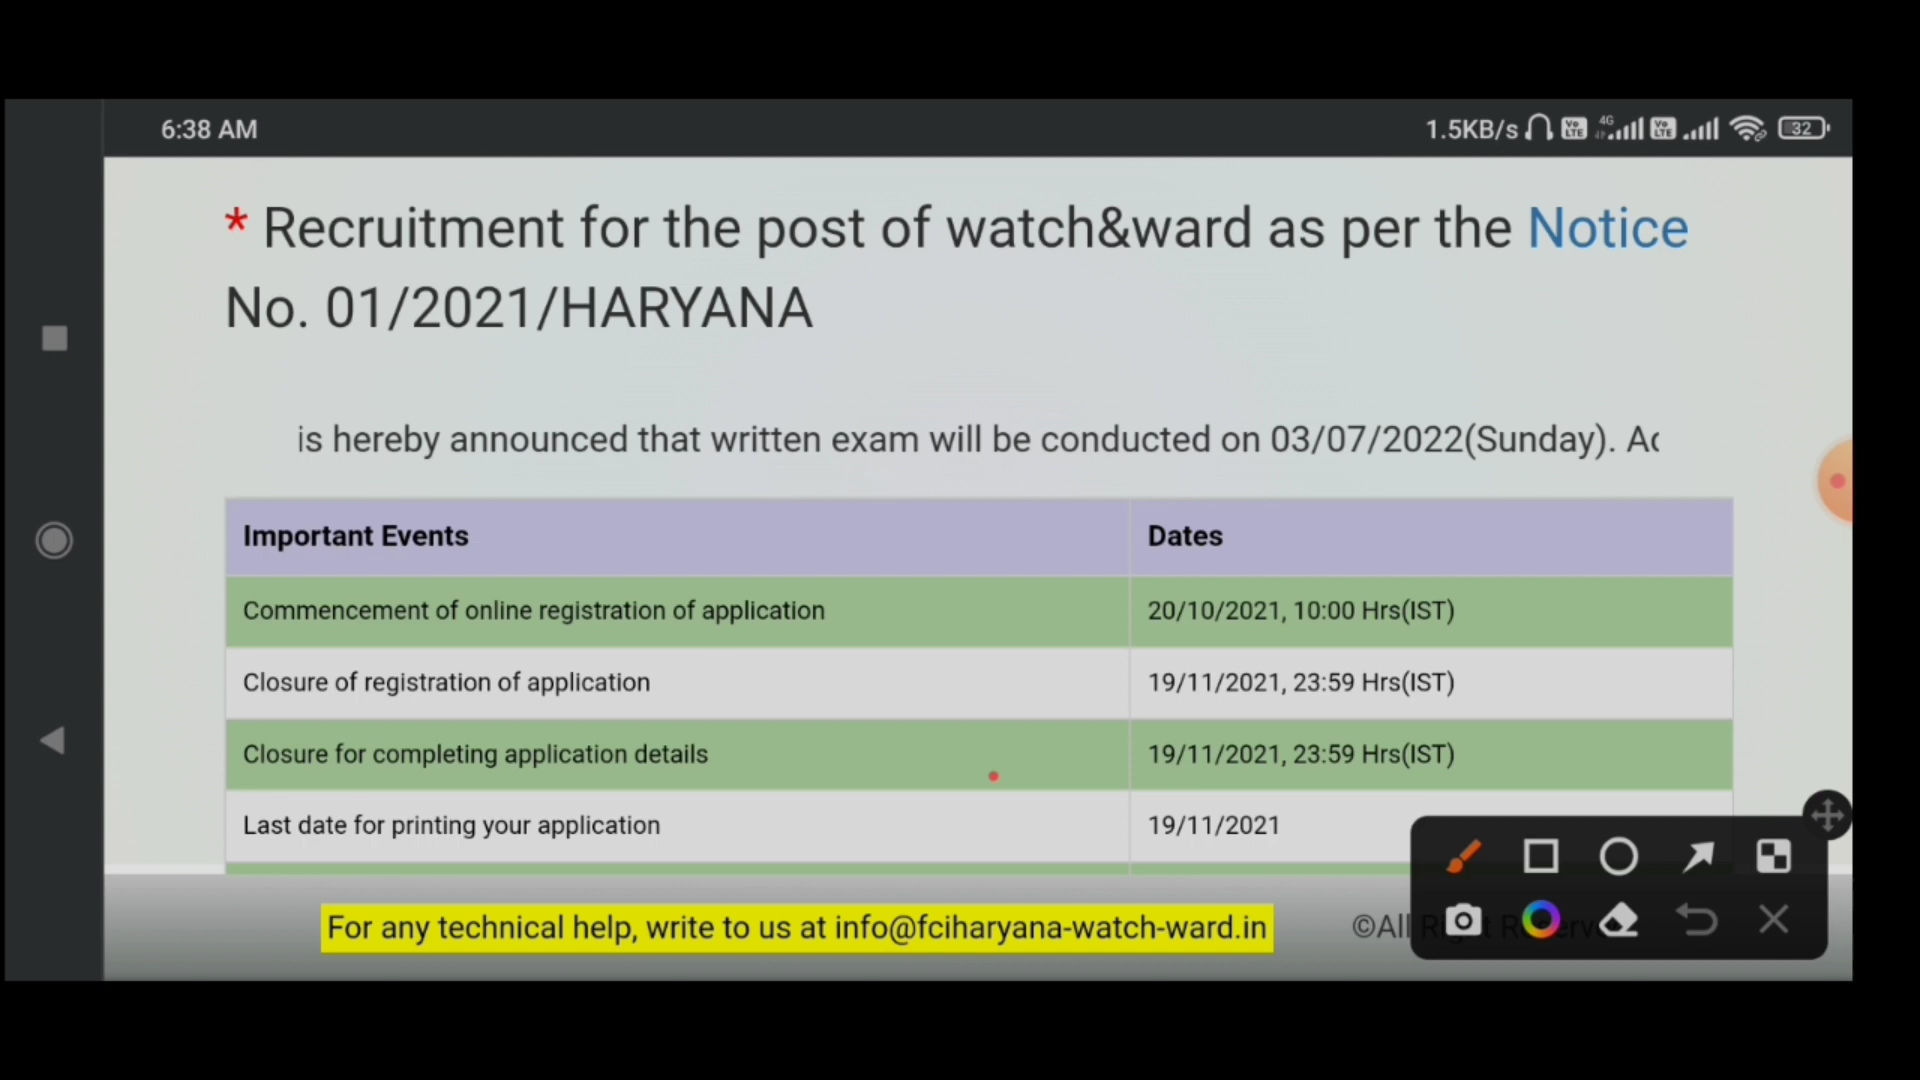 6:38 AM
1.5KB/s
4G
32
* Recruitment for the post of watch&ward as per the Notice
No. 01/2021/HARYANA
is hereby announced that written exam will be conducted on 03/07/2022(Sunday).
Important Events Dates
Commencement of online registration of application 20/10/2021, 10:00 Hrs(IST)
Closure of registration of application 19/11/2021, 23:59 Hrs(IST)
Closure for completing application details 19/11/2021, 23:59 Hrs(IST)
Last date for printing your application 19/11/2021
For any technical help, write to us at info@fciharyana-watch-ward.in
©All